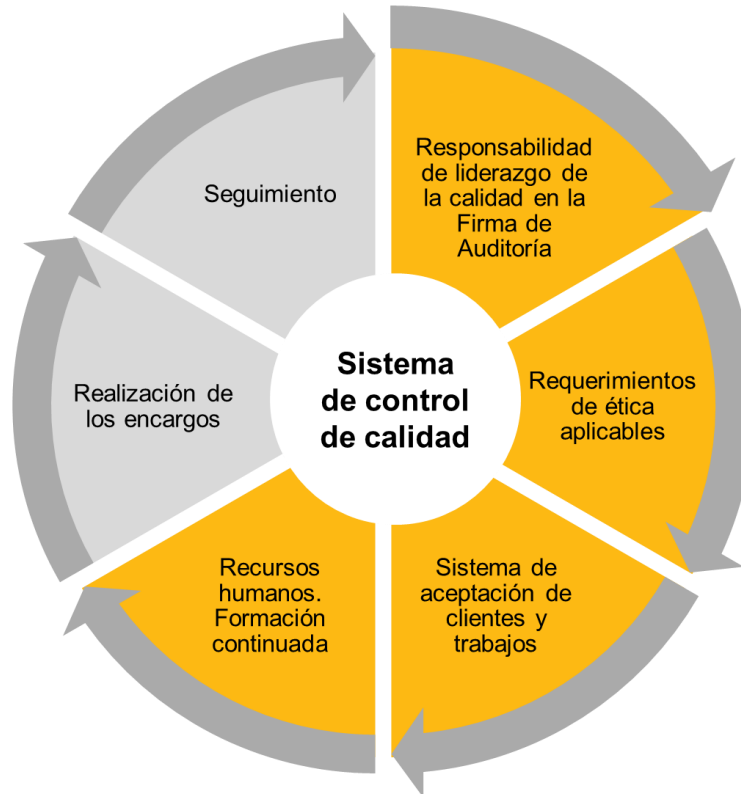 Responsabilidad
de liderazgo de
la calidad en la
Firma de
Auditoría
Requerimientos
de ética
aplicables
Sistema de
aceptación de
clientes y
trabajos
Recursos
humanos.
Formación
continuada
Realización de
los encargos
Seguimiento
Sistema
de control
de calidad